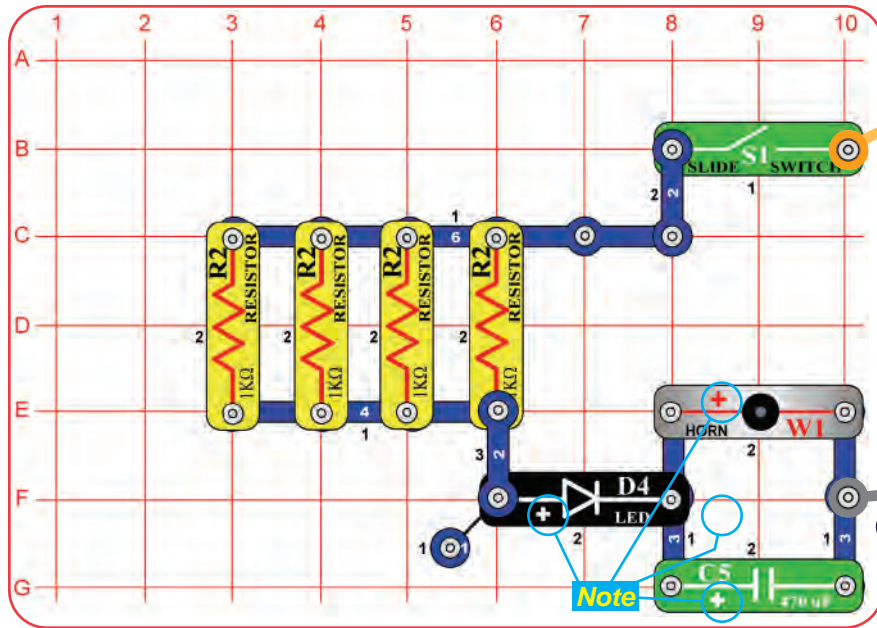 1 2 3 4 5 6 7 8 9 10
A
B
S1
SLIDE SWITCH
2 2
1
1
C
6
R2 RESISTOR
R2 RESISTOR
R2 RESISTOR
R2 RESISTOR
D
2 2 2 2
1KΩ 1KΩ 1KΩ 1KΩ
E
4
1
+
HORN W1
2
3 2
F
D4
+
LED
2
1 1
3 1
2
1 3
G
C5
+
470 µF
Note